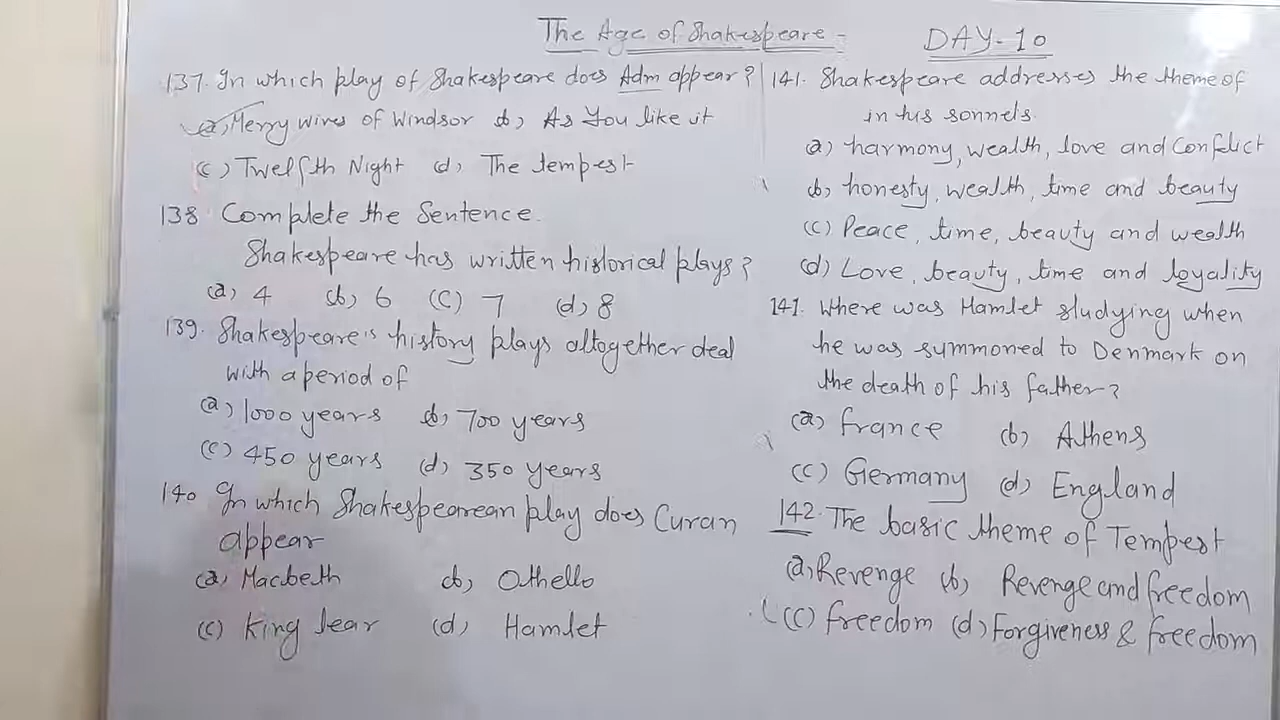 The Age of Shakespeare -
DAY-10
137. In which play of Shakespeare does Adm appear?
(a) Merry wives of Windsor (b) As You like it
(c) Twelfth Night (d) The tempest
138 Complete the Sentence.
Shakespeare has written historical plays?
(a) 4 (b) 6 (c) 7 (d) 8
139. Shakespeare's history plays altogether deal
with a period of
(a) 1000 years (b) 700 years
(c) 450 years (d) 350 years
140 In which Shakespearean play does Curan
appear
(a) Macbeth (b) Othello
(c) King Lear (d) Hamlet
141. Shakespeare addresses the theme of
in his sonnets.
(a) harmony, wealth, love and Conflict
(b) honesty, wealth, time and beauty
(c) Peace, time, beauty and wealth
(d) Love, beauty, time and loyality
141. Where was Hamlet studying when
he was summoned to Denmark on
the death of his father?
(a) France (b) Athens
(c) Germany (d) England
142. The basic theme of Tempest
(a) Revenge (b) Revenge and freedom
(c) freedom (d) Forgiveness & freedom